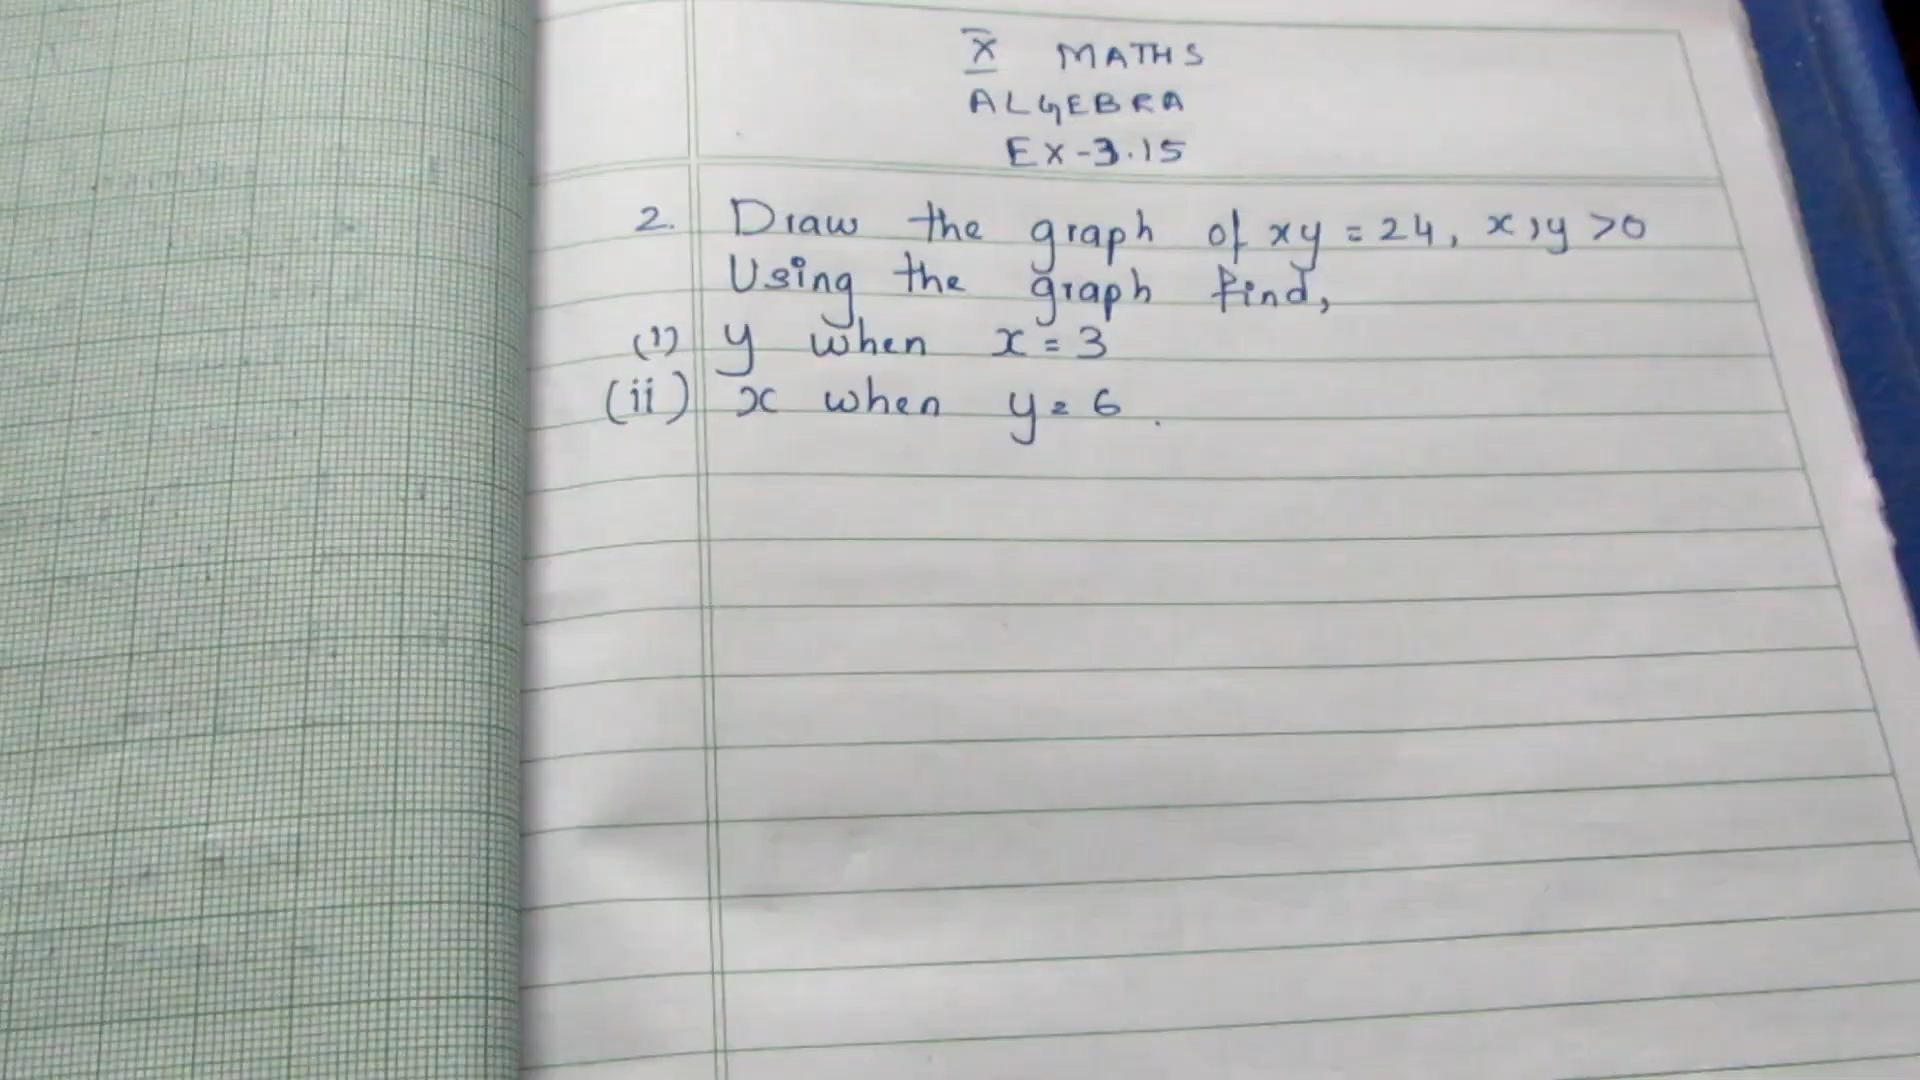 X MATHS
ALGEBRA
EX-3.15
2. Draw the graph of xy = 24, x,y >0
Using the graph find,
(i) y when x = 3
(ii) x when y = 6.